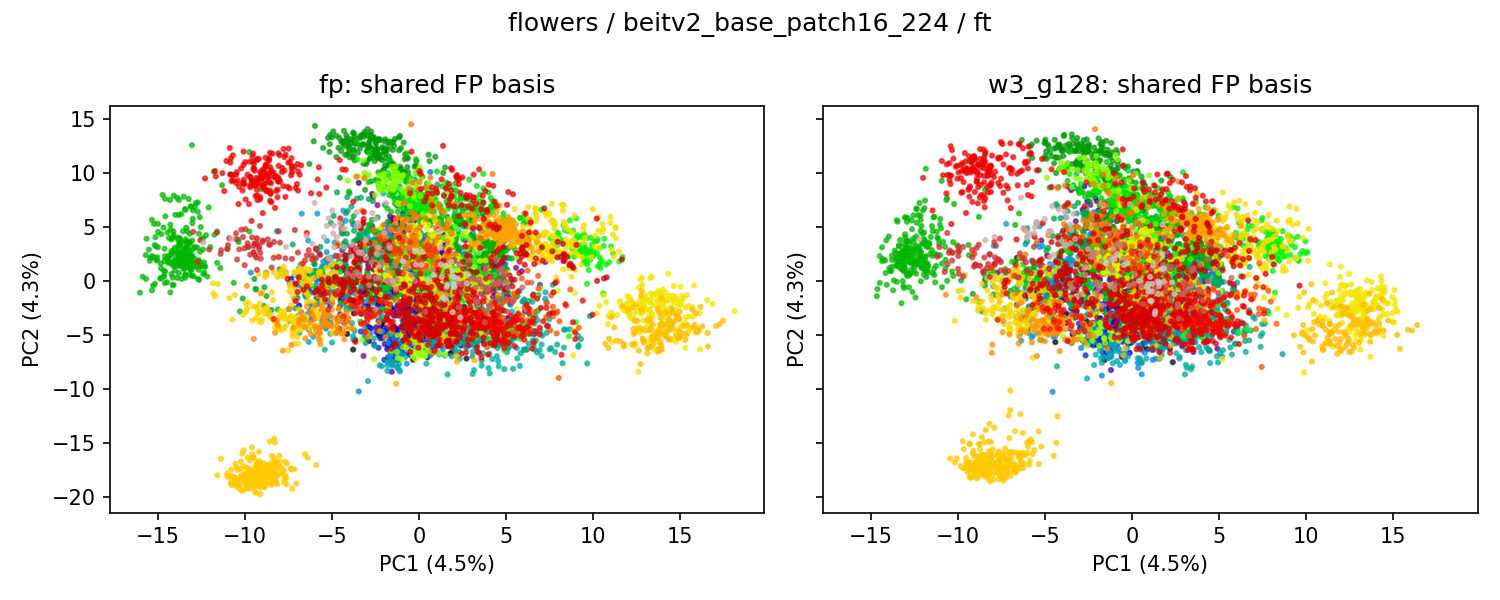 flowers / beitv2_base_patch16_224 / ft
fp: shared FP basis
w3_g128: shared FP basis
15
10
5
0
−5
−10
−15
−20
PC2 (4.3%)
PC2 (4.3%)
−15 −10 −5 0 5 10 15
−15 −10 −5 0 5 10 15
PC1 (4.5%)
PC1 (4.5%)